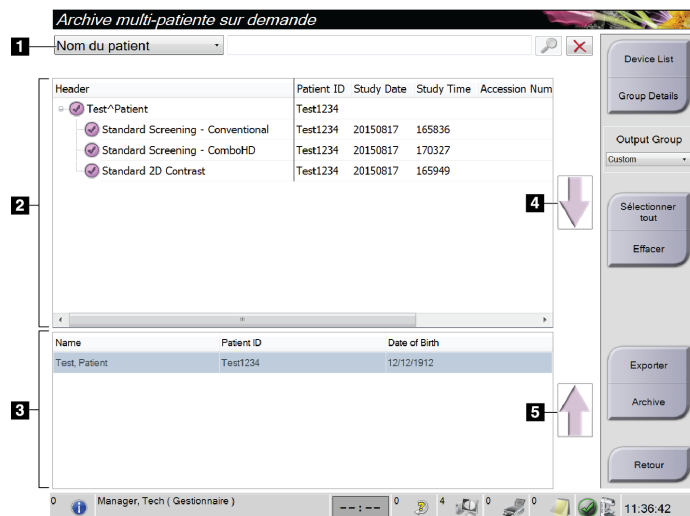 Archive multi-patiente sur demande
1
Nom du patient
Device List
Group Details
Output Group
Custom
Sélectionner tout
Effacer
Exporter
Archive
Retour
2
Header Patient ID Study Date Study Time Accession Num
Test^Patient Test1234
Standard Screening - Conventional Test1234 20150817 165836
Standard Screening - ComboHD Test1234 20150817 170327
Standard 2D Contrast Test1234 20150817 165949
4
3
Name Patient ID Date of Birth
Test, Patient Test1234 12/12/1912
5
0 Manager, Tech ( Gestionnaire ) --:-- 0 4 0 0 11:36:42